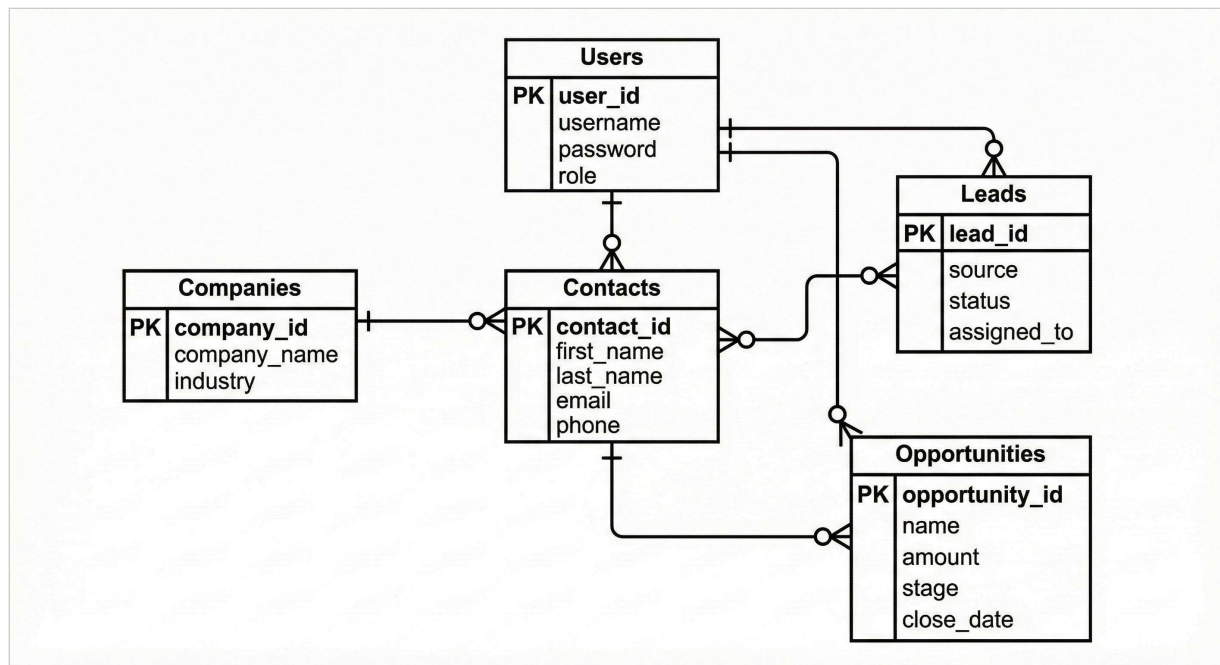 Users
PK user_id
username
password
role
Leads
PK lead_id
source
status
assigned_to
Companies
PK company_id
company_name
industry
Contacts
PK contact_id
first_name
last_name
email
phone
Opportunities
PK opportunity_id
name
amount
stage
close_date